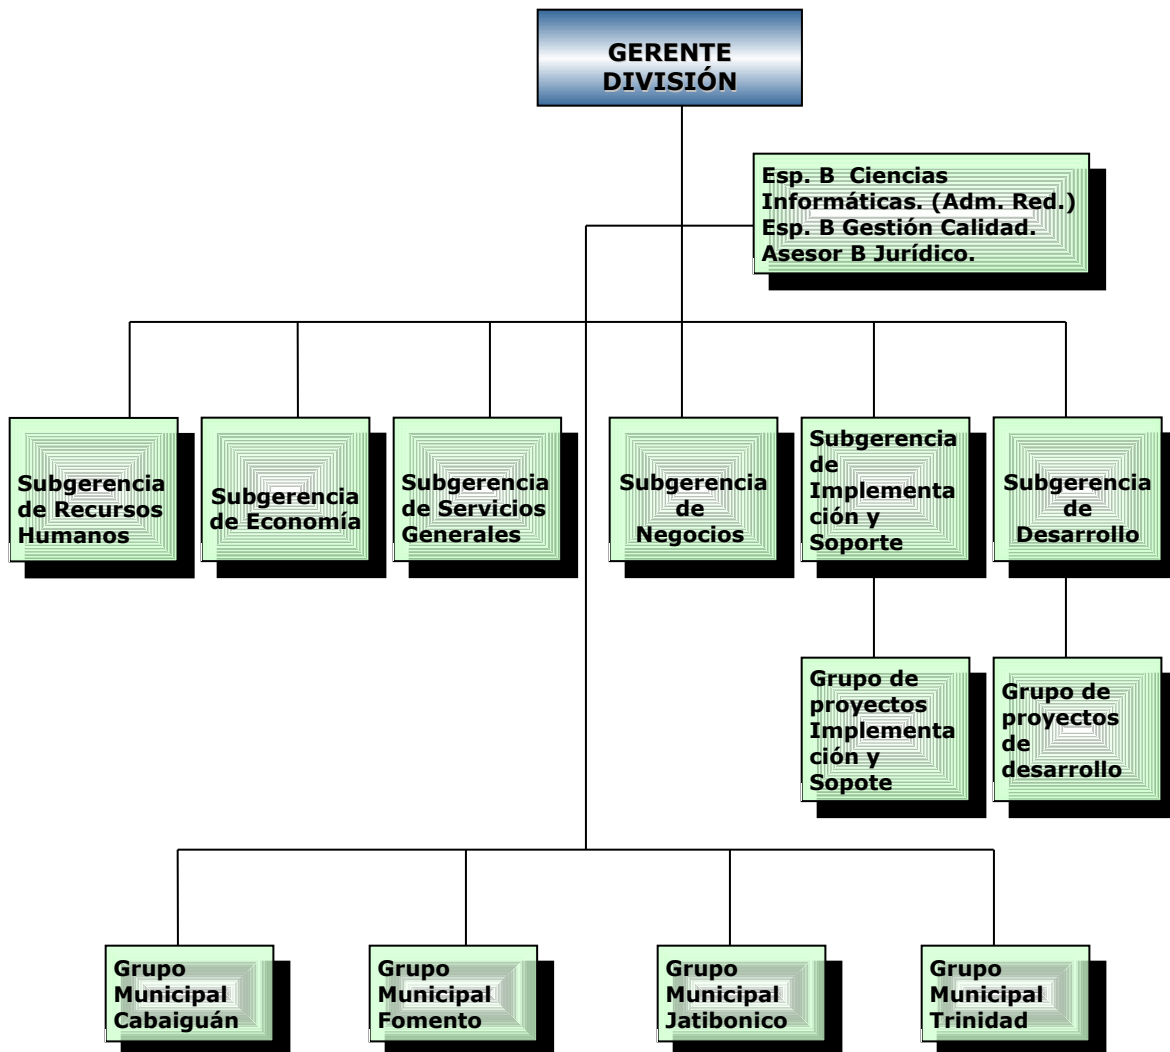 GERENTE
DIVISIÓN
Esp. B Ciencias
Informáticas. (Adm. Red.)
Esp. B Gestión Calidad.
Asesor B Jurídico.
Subgerencia
de Recursos
Humanos
Subgerencia
de Economía
Subgerencia
de Servicios
Generales
Subgerencia
de
Negocios
Subgerencia
de
Implementa
ción y
Soporte
Subgerencia
de
Desarrollo
Grupo de
proyectos
Implementa
ción y
Sopote
Grupo de
proyectos
de
desarrollo
Grupo
Municipal
Cabaiguán
Grupo
Municipal
Fomento
Grupo
Municipal
Jatibonico
Grupo
Municipal
Trinidad